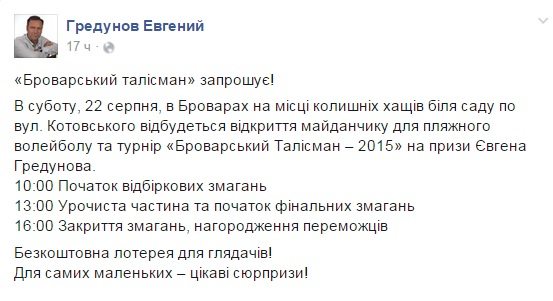 Гредунов Евгений
17 ч ·
«Броварський талісман» запрошує!
В суботу, 22 серпня, в Броварах на місці колишніх хащів біля саду по
вул. Котовського відбудеться відкриття майданчику для пляжного
волейболу та турнір «Броварський Талісман – 2015» на призи Євгена
Гредунова.
10:00 Початок відбіркових змагань
13:00 Урочиста частина та початок фінальних змагань
16:00 Закриття змагань, нагородження переможців
Безкоштовна лотерея для глядачів!
Для самих маленьких – цікаві сюрпризи!